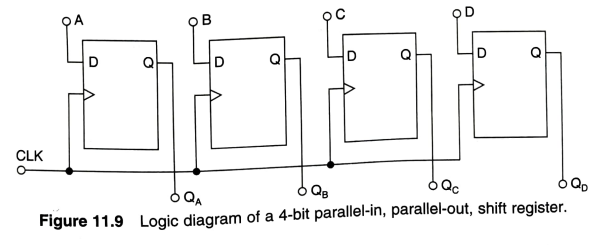 A B C D
D Q D Q D Q D Q
CLK
QA QB QC QD
Figure 11.9 Logic diagram of a 4-bit parallel-in, parallel-out, shift register.